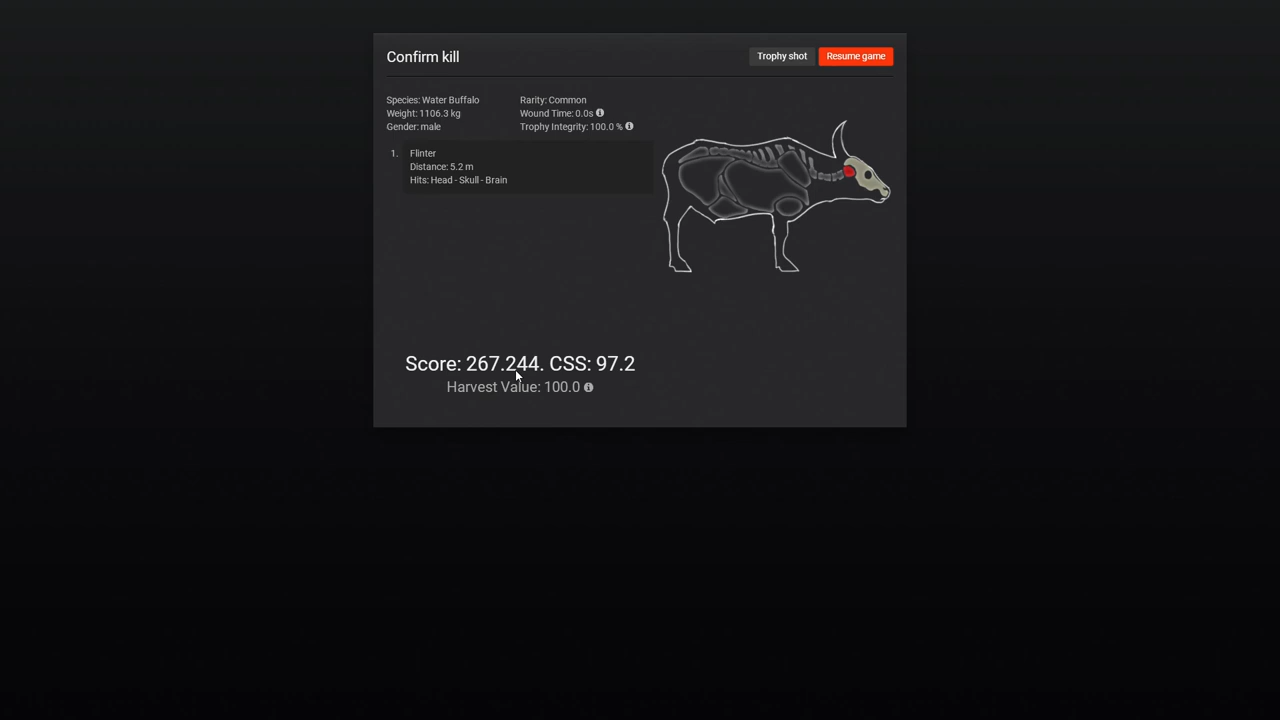 Confirm kill
Trophy shot
Resume game
Species: Water Buffalo
Weight: 1106.3 kg
Gender: male
Rarity: Common
Wound Time: 0.0s
Trophy Integrity: 100.0 %
1.
Flinter
Distance: 5.2 m
Hits: Head - Skull - Brain
Score: 267.244. CSS: 97.2
Harvest Value: 100.0